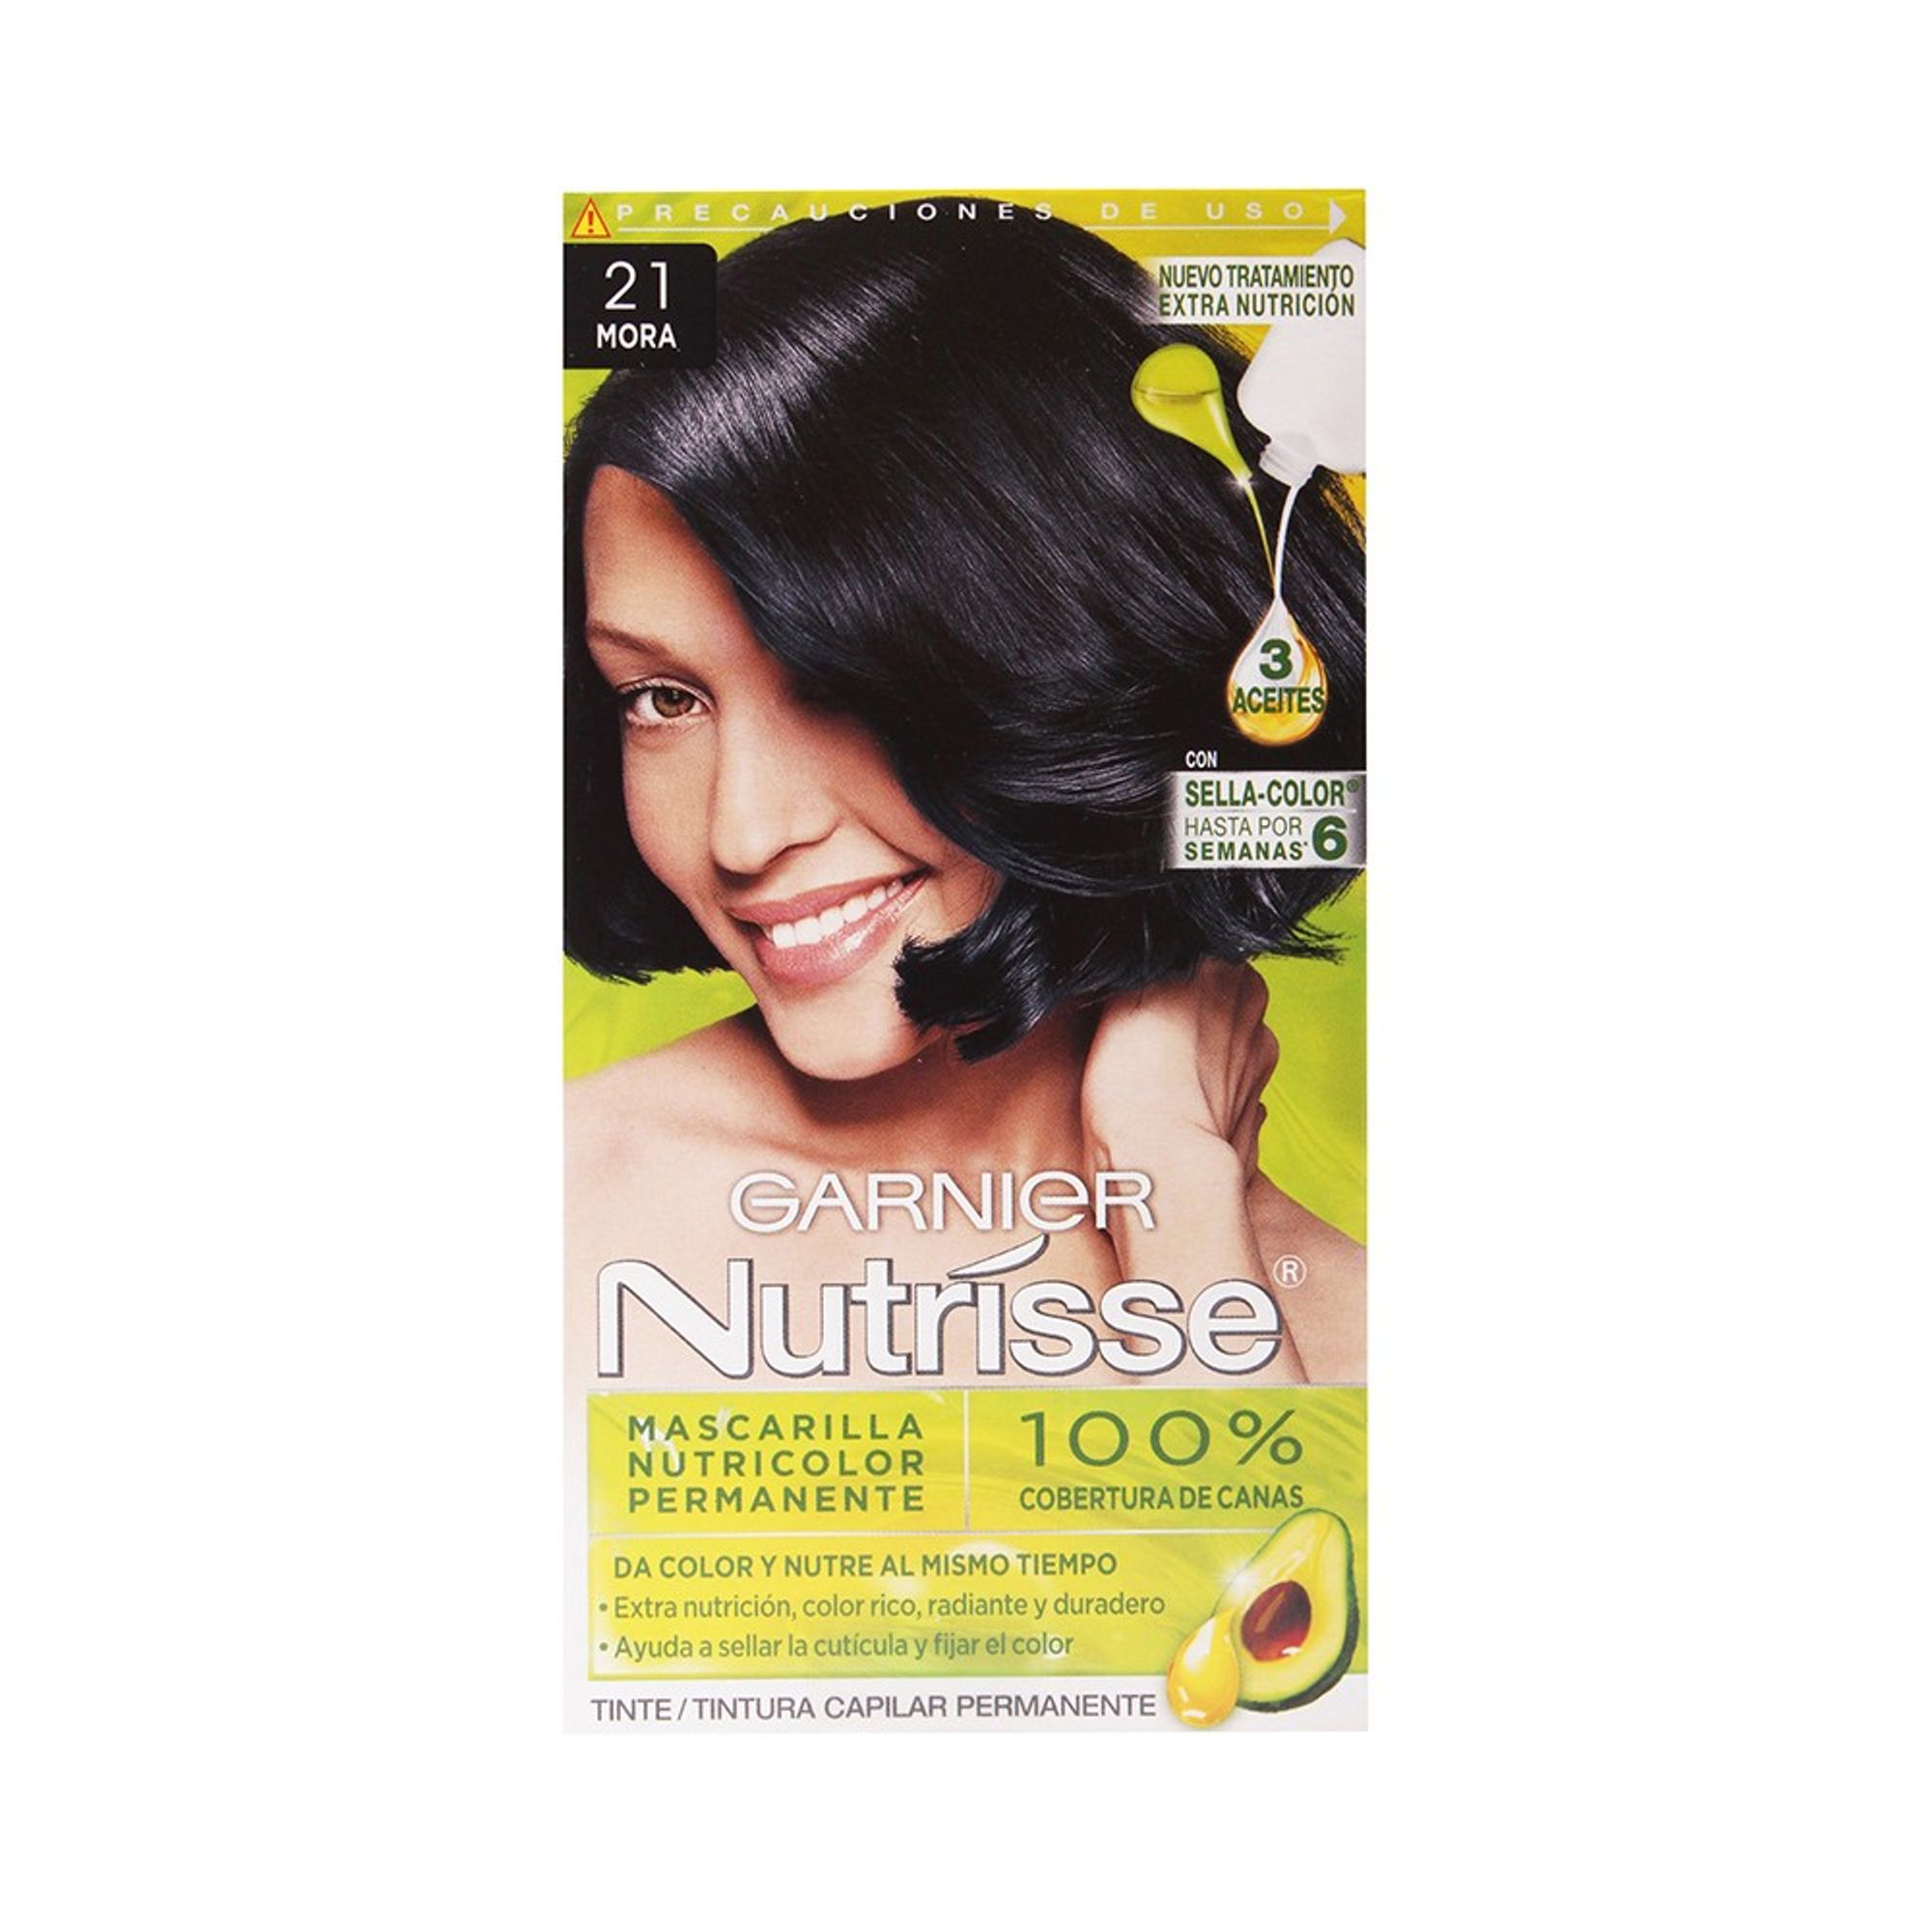 PRECAUCIONES DE USO
21
MORA
NUEVO TRATAMIENTO
EXTRA NUTRICIÓN
3
ACEITES
CON
SELLA-COLOR®
HASTA POR 6
SEMANAS*
GARNIER
Nutrisse®
MASCARILLA
NUTRICOLOR
PERMANENTE
100%
COBERTURA DE CANAS
DA COLOR Y NUTRE AL MISMO TIEMPO
• Extra nutrición, color rico, radiante y duradero
• Ayuda a sellar la cutícula y fijar el color
TINTE / TINTURA CAPILAR PERMANENTE